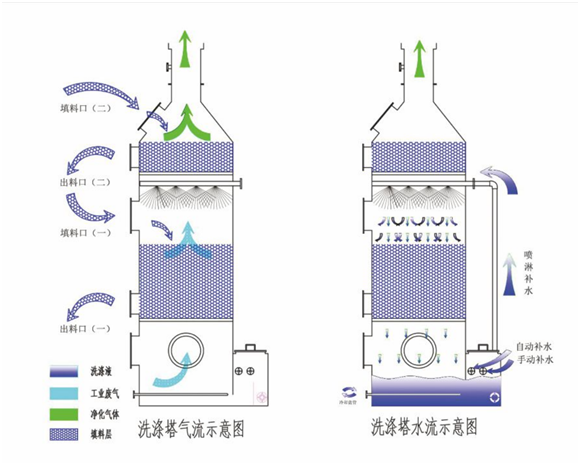 填料口（二）
出料口（二）
填料口（一）
出料口（一）
洗涤液
工业废气
净化气体
填料层
洗涤塔气流示意图
喷淋补水
自动补水
手动补水
洗涤塔水流示意图